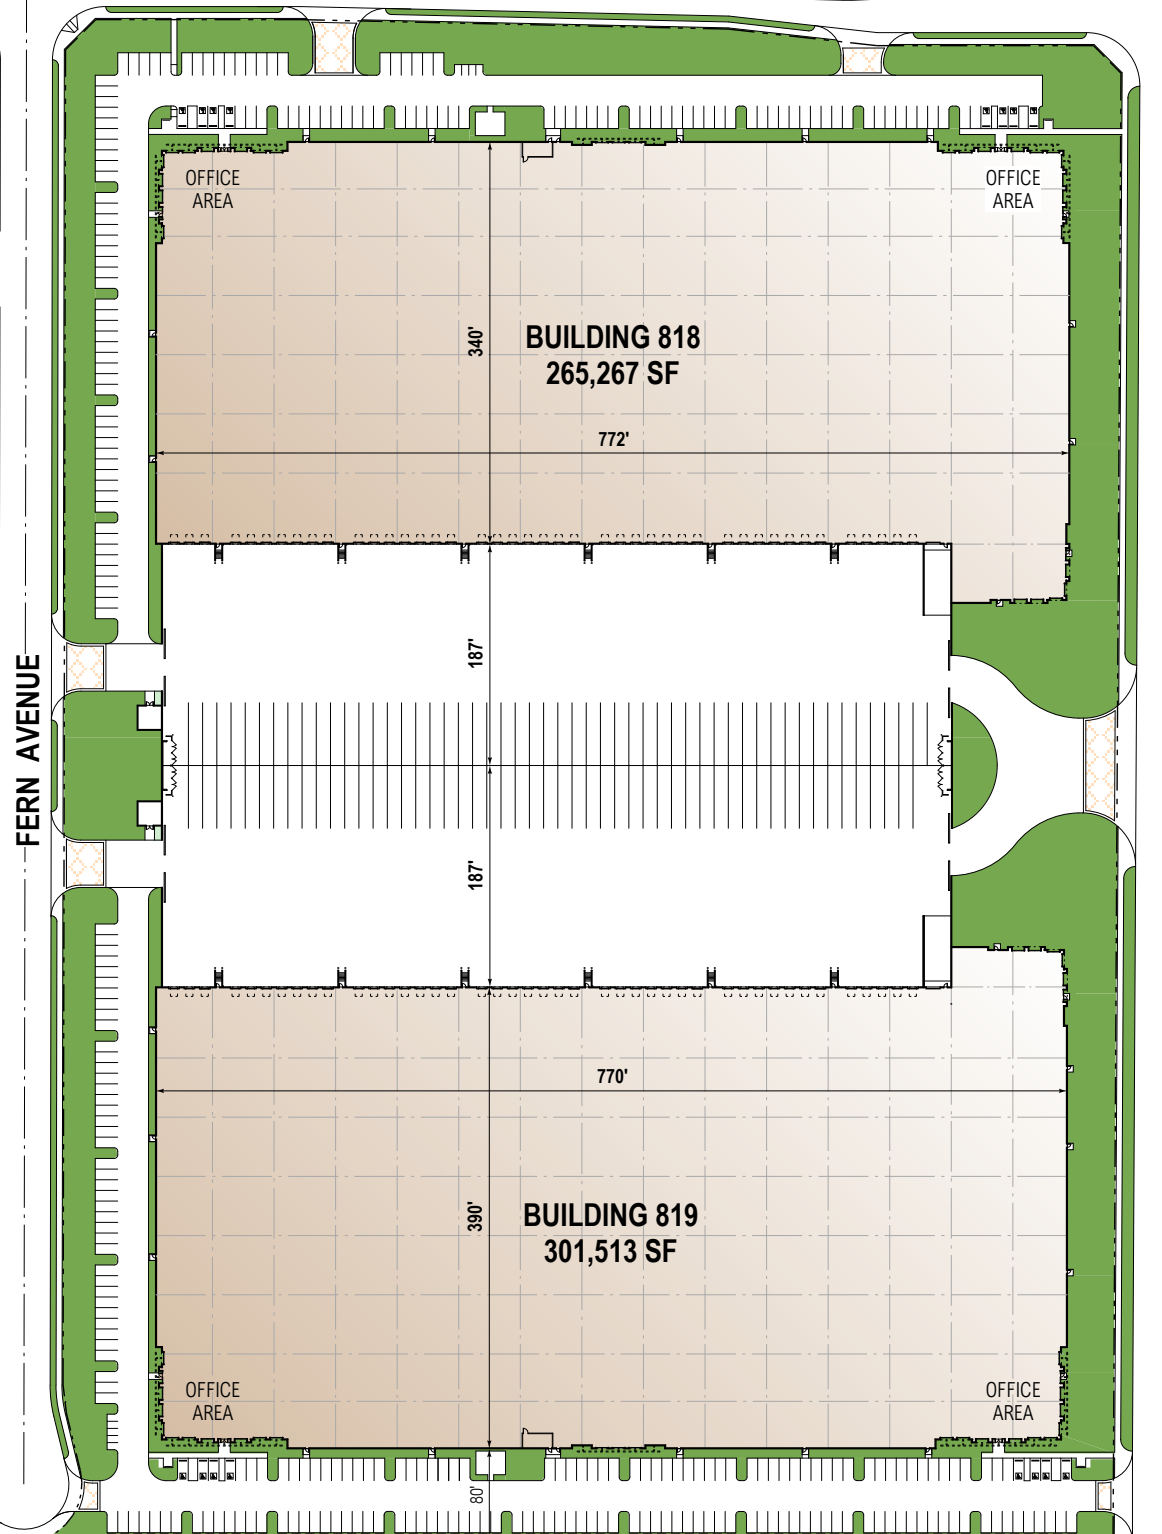 OFFICE
AREA
OFFICE
AREA
340'
BUILDING 818
265,267 SF
772'
187'
FERN AVENUE
187'
770'
390'
BUILDING 819
301,513 SF
OFFICE
AREA
OFFICE
AREA
80'